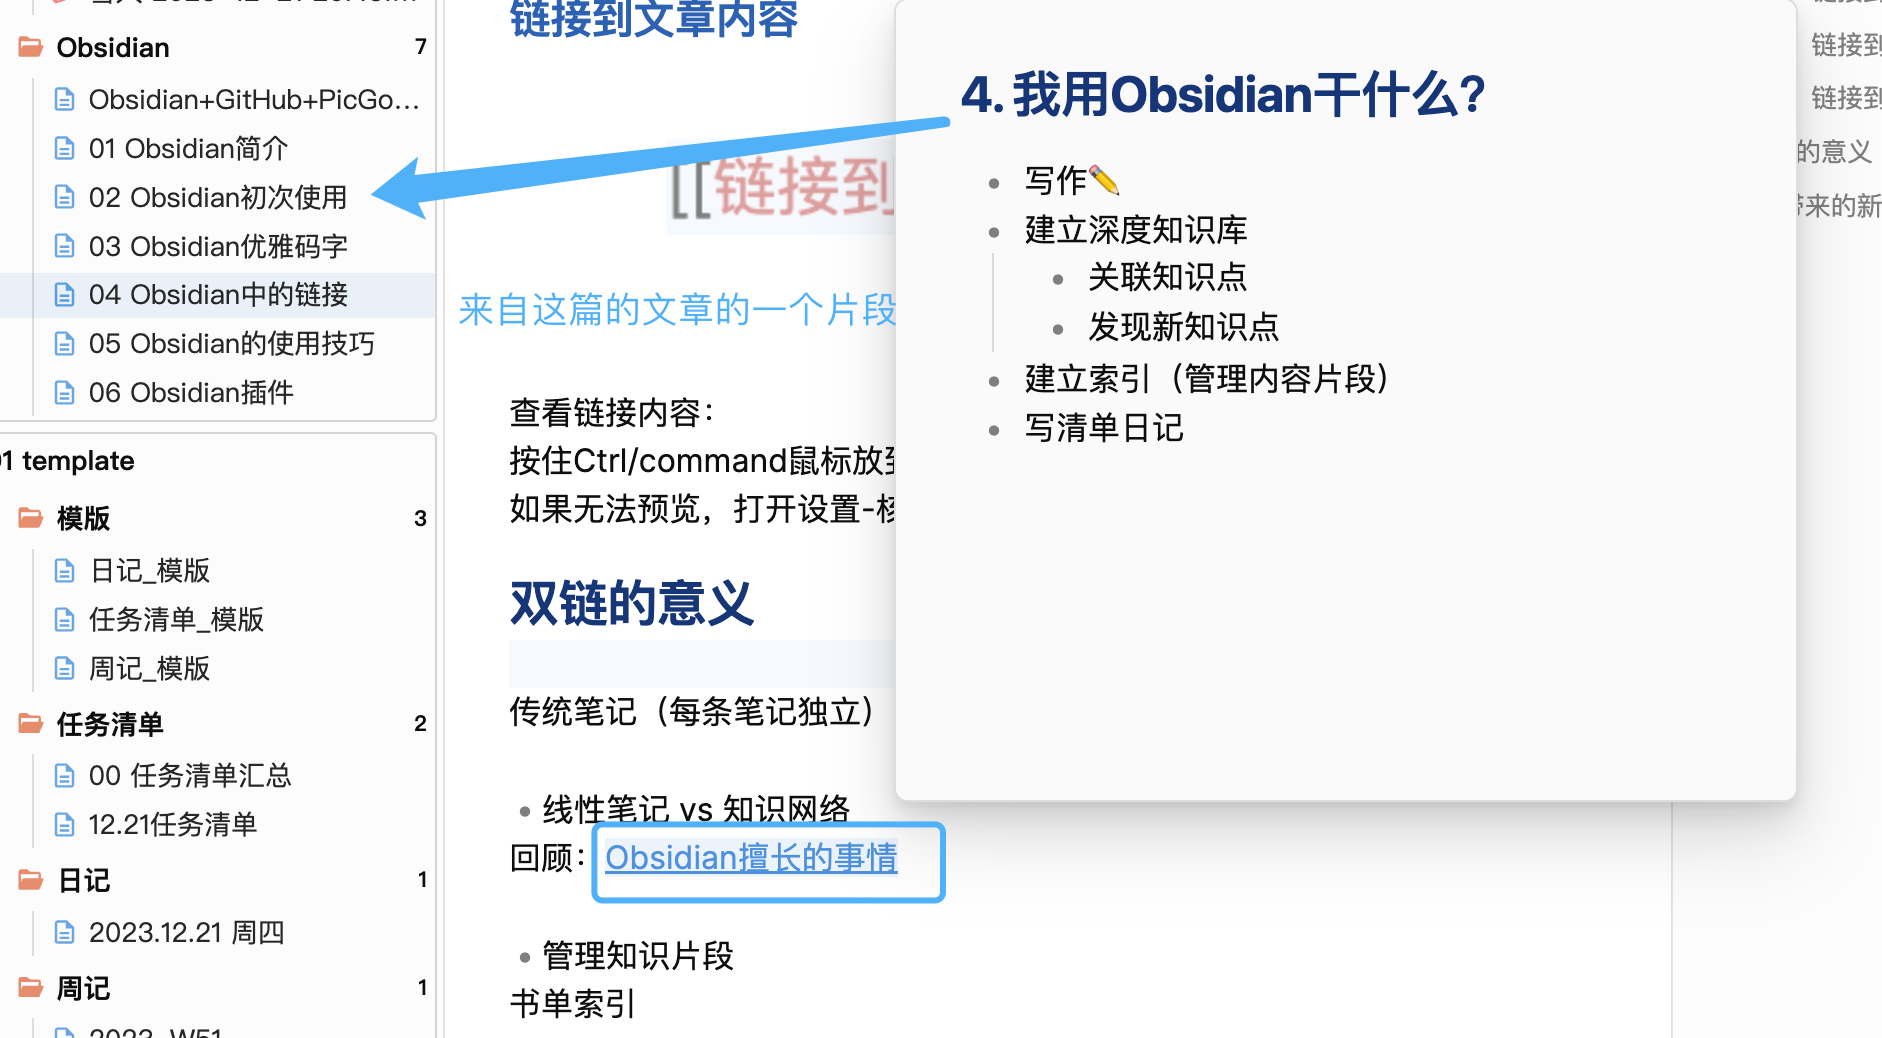 Obsidian 7
Obsidian+GitHub+PicGo...
01 Obsidian简介
02 Obsidian初次使用
03 Obsidian优雅码字
04 Obsidian中的链接
05 Obsidian的使用技巧
06 Obsidian插件
01 template
模版 3
日记_模版
任务清单_模版
周记_模版
任务清单 2
00 任务清单汇总
12.21任务清单
日记 1
2023.12.21 周四
周记 1
2023-W51
链接到文章内容
[[链接到
来自这篇的文章的一个片段
查看链接内容：
按住Ctrl/command鼠标放到
如果无法预览，打开设置-核
双链的意义
传统笔记（每条笔记独立）
线性笔记 vs 知识网络
回顾：Obsidian擅长的事情
管理知识片段
书单索引
4. 我用Obsidian干什么？
写作✏️
建立深度知识库
关联知识点
发现新知识点
建立索引（管理内容片段）
写清单日记
链接到
链接到
的意义
带来的新